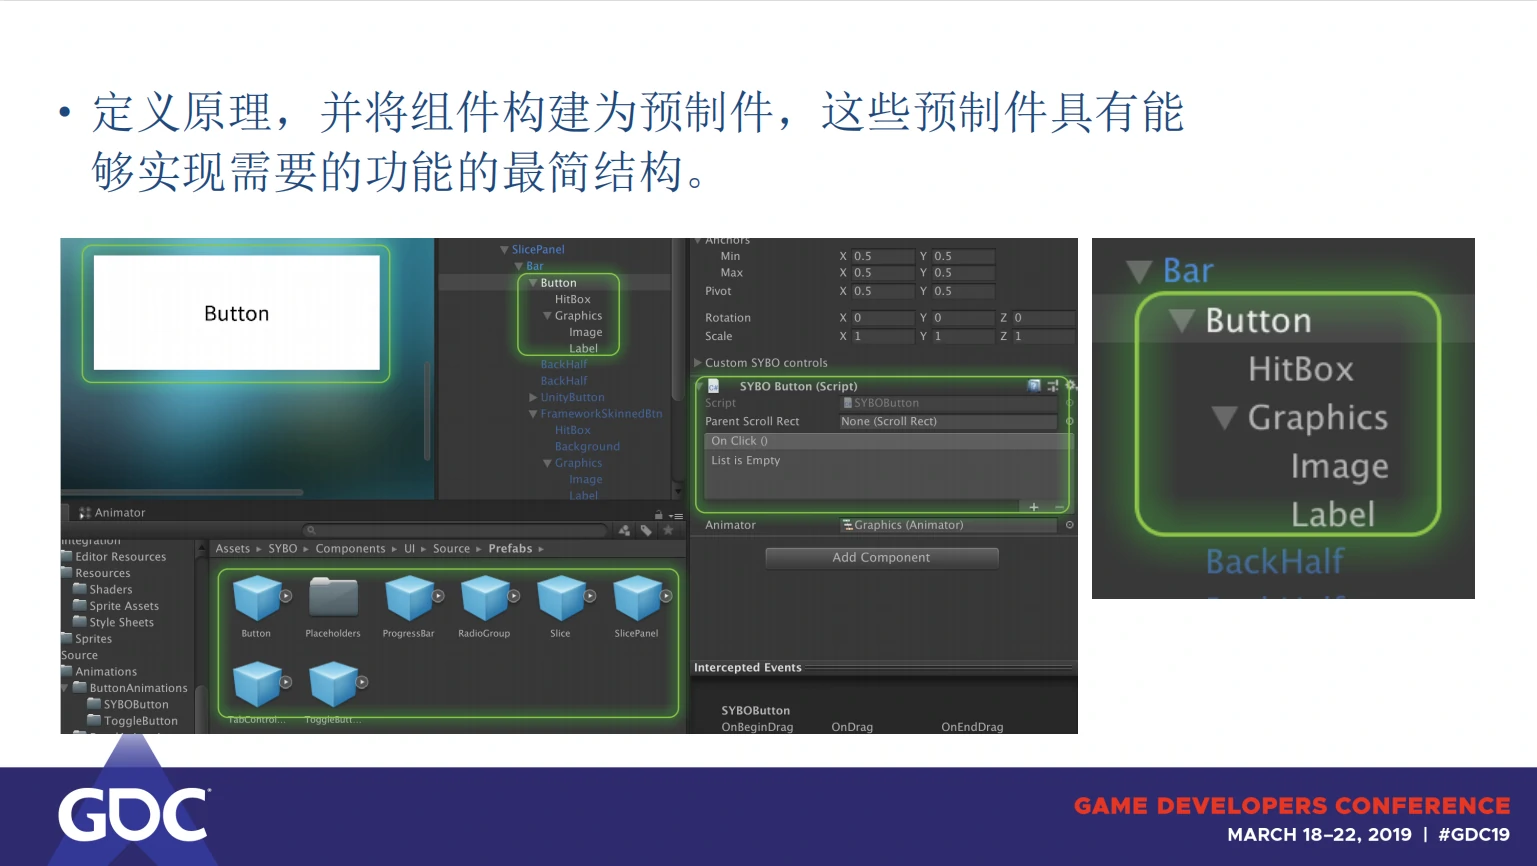 • 定义原理，并将组件构建为预制件，这些预制件具有能
够实现需要的功能的最简结构。
Button
SlicePanel
Bar
Button
HitBox
Graphics
Image
Label
BackHalf
BackHalf
UnityButton
FrameworkSkinnedBtn
HitBox
Background
Graphics
Image
Label
Anchors
Min X 0.5 Y 0.5
Max X 0.5 Y 0.5
Pivot X 0.5 Y 0.5
Rotation X 0 Y 0 Z 0
Scale X 1 Y 1 Z 1
Custom SYBO controls
SYBO Button (Script)
Script SYBOButton
Parent Scroll Rect None (Scroll Rect)
On Click ()
List is Empty
+ −
Animator Graphics (Animator)
Add Component
Intercepted Events
SYBOButton
OnBeginDrag OnDrag OnEndDrag
Animator
Assets ▸ SYBO ▸ Components ▸ UI ▸ Source ▸ Prefabs ▸
Integration
Editor Resources
Resources
Shaders
Sprite Assets
Style Sheets
Sprites
Source
Animations
ButtonAnimations
SYBOButton
ToggleButton
Button Placeholders ProgressBar RadioGroup Slice SlicePanel
TabControl... ToggleButt...
Bar
Button
HitBox
Graphics
Image
Label
BackHalf
GDC
GAME DEVELOPERS CONFERENCE
MARCH 18–22, 2019 | #GDC19